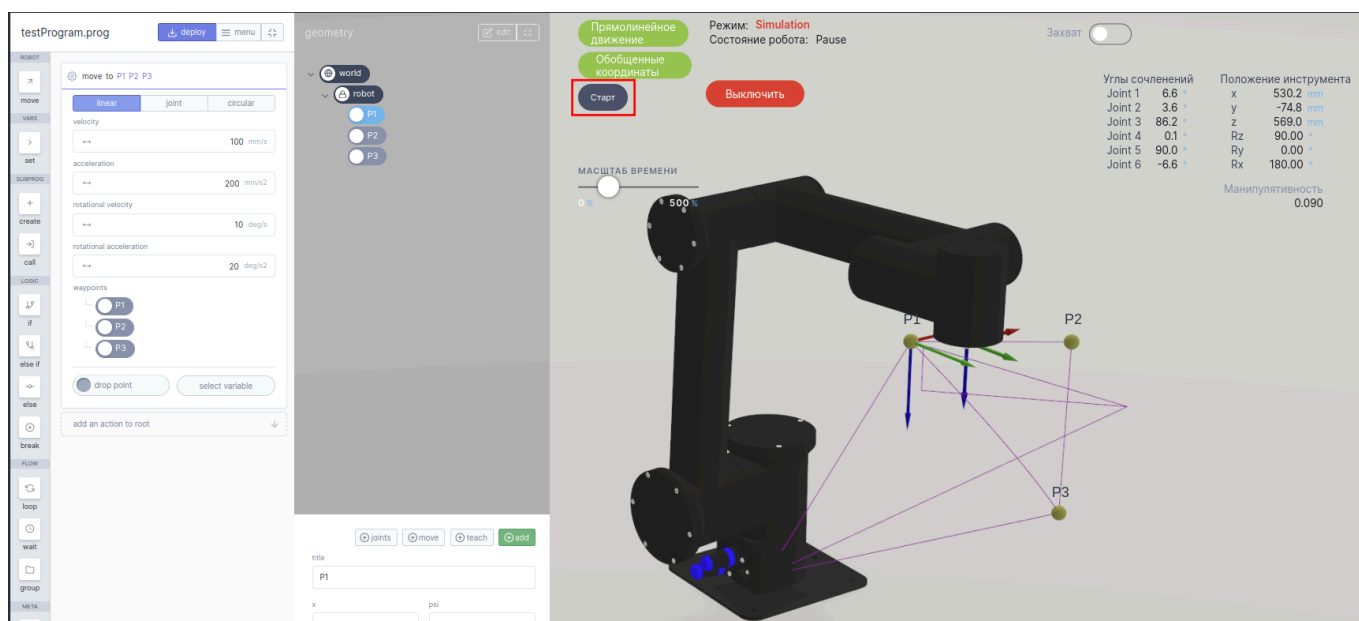 testProgram.prog
deploy
menu
ROBOT
move
VARS
set
SUBPROG
create
call
LOGIC
if
else if
else
break
FLOW
loop
wait
group
META
move to P1 P2 P3
linear
joint
circular
velocity
100 mm/s
acceleration
200 mm/s2
rotational velocity
10 deg/s
rotational acceleration
20 deg/s2
waypoints
P1
P2
P3
drop point
select variable
add an action to root
geometry
edit
world
robot
P1
P2
P3
joints
move
teach
add
title
P1
x
psi
Прямолинейное
движение
Обобщенные
координаты
Старт
Режим: Simulation
Состояние робота: Pause
Выключить
МАСШТАБ ВРЕМЕНИ
0 %
500 %
Захват
Углы сочленений
Joint 1 6.6 °
Joint 2 3.6 °
Joint 3 86.2 °
Joint 4 0.1 °
Joint 5 90.0 °
Joint 6 -6.6 °
Положение инструмента
x 530.2 mm
y -74.8 mm
z 569.0 mm
Rz 90.00 °
Ry 0.00 °
Rx 180.00 °
Манипулятивность
0.090
P1
P2
P3